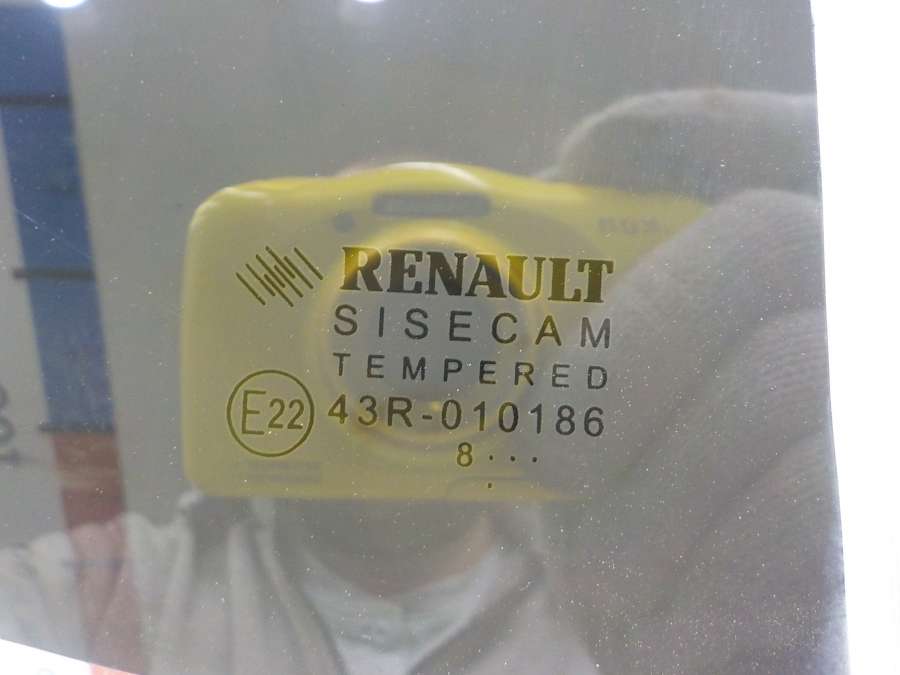 RENAULT
SISECAM
TEMPERED
E22 43R-010186
8 . . .
.